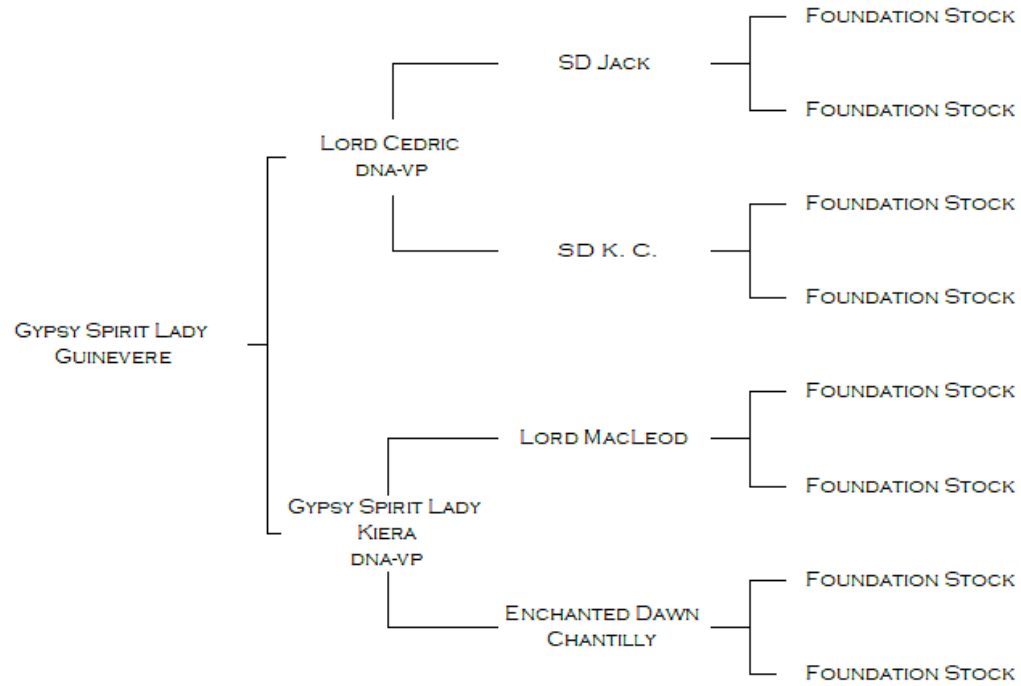 Foundation Stock
SD Jack
Foundation Stock
Lord Cedric
DNA-VP
Foundation Stock
SD K. C.
Foundation Stock
Gypsy Spirit Lady
Guinevere
Foundation Stock
Lord MacLeod
Foundation Stock
Gypsy Spirit Lady
Kiera
DNA-VP
Foundation Stock
Enchanted Dawn
Chantilly
Foundation Stock